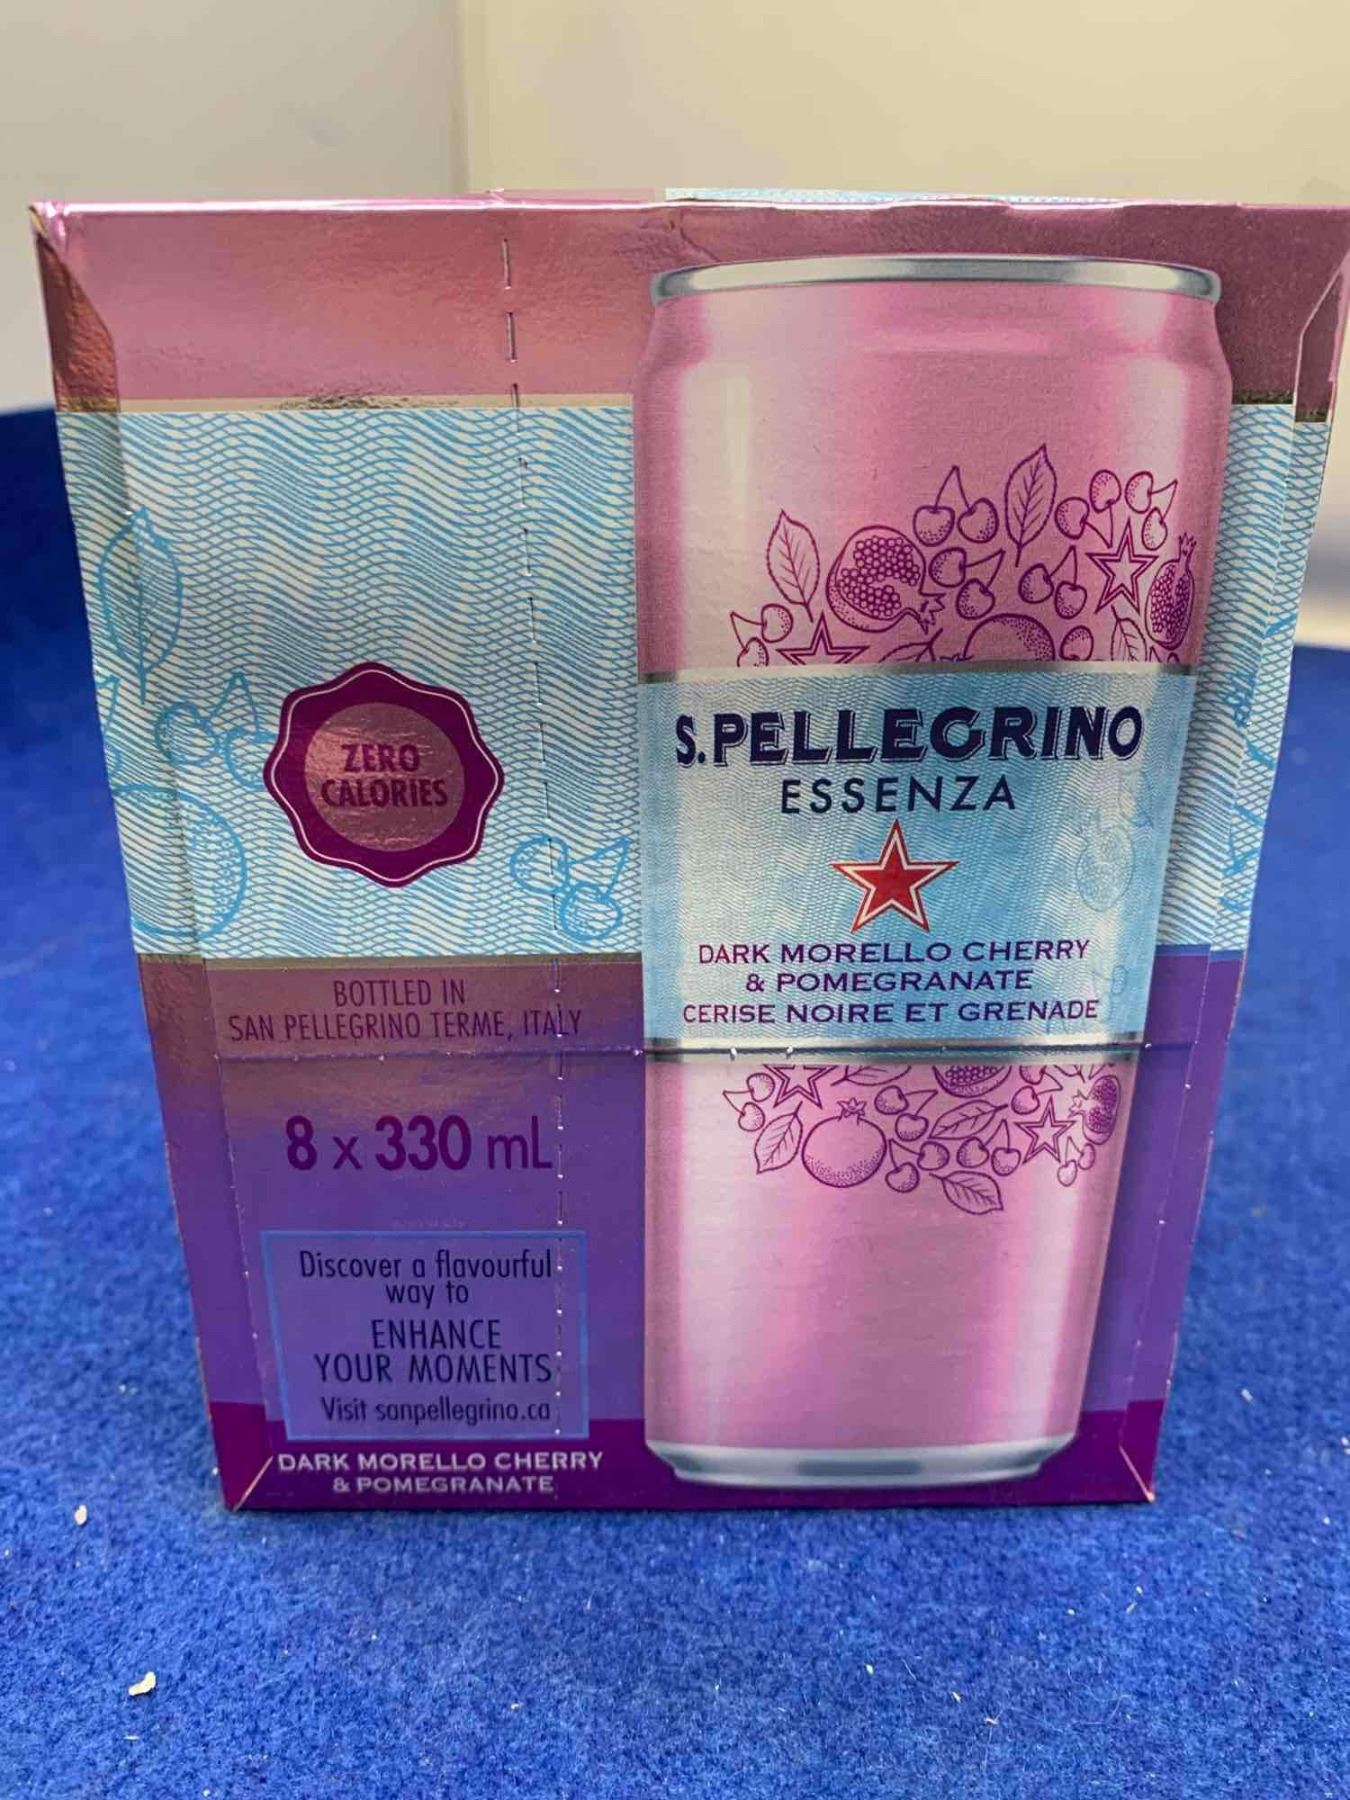 ZERO
CALORIES
BOTTLED IN
SAN PELLEGRINO TERME, ITALY
8 x 330 mL
Discover a flavourful
way to
ENHANCE
YOUR MOMENTS
Visit sanpellegrino.ca
DARK MORELLO CHERRY
& POMEGRANATE
S.PELLEGRINO
ESSENZA
DARK MORELLO CHERRY
& POMEGRANATE
CERISE NOIRE ET GRENADE